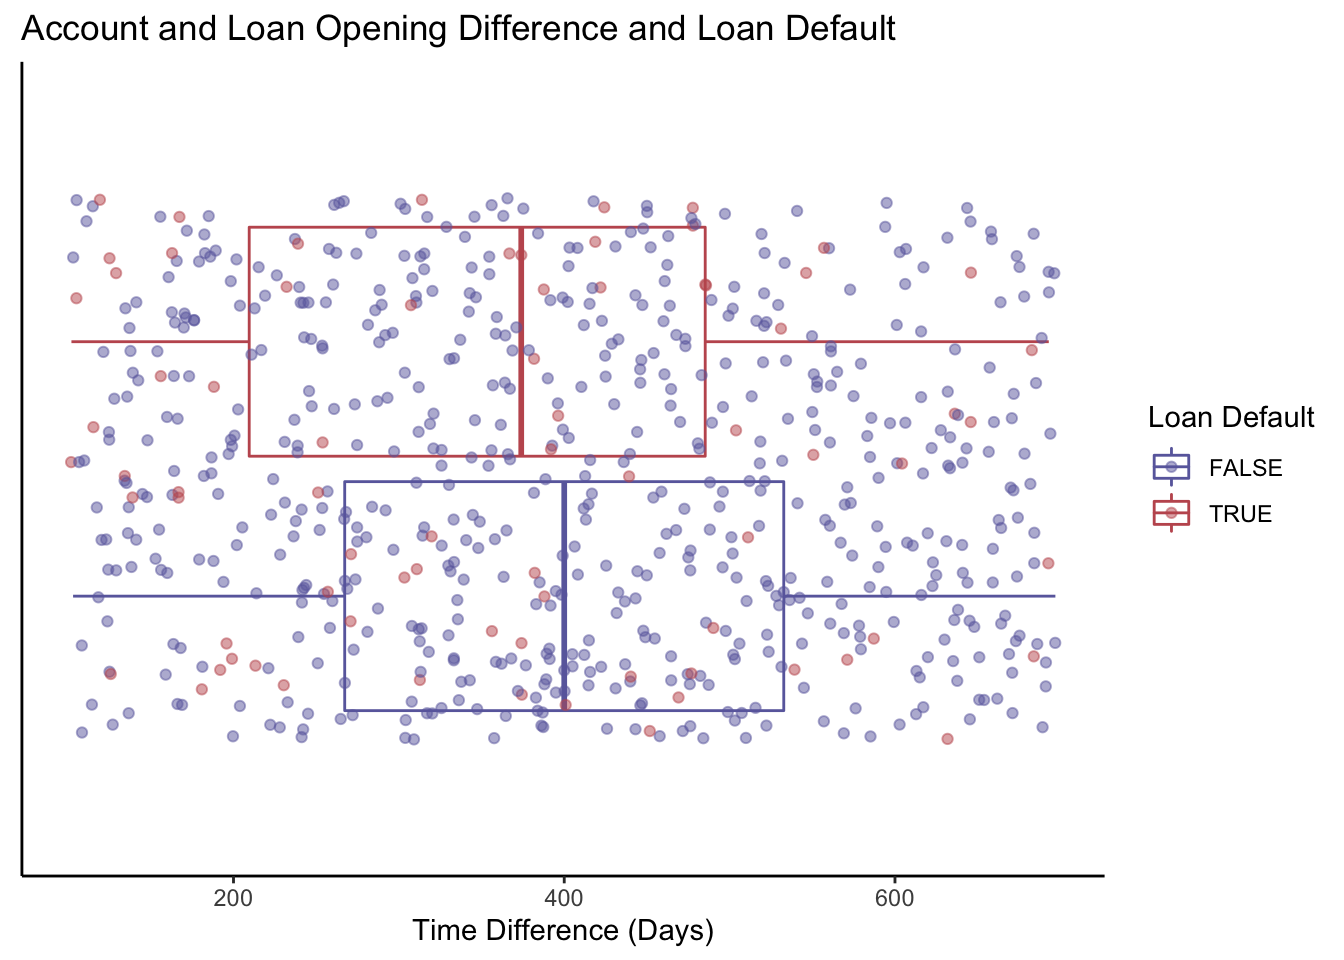 Account and Loan Opening Difference and Loan Default
Loan Default
FALSE
TRUE
200
400
600
Time Difference (Days)